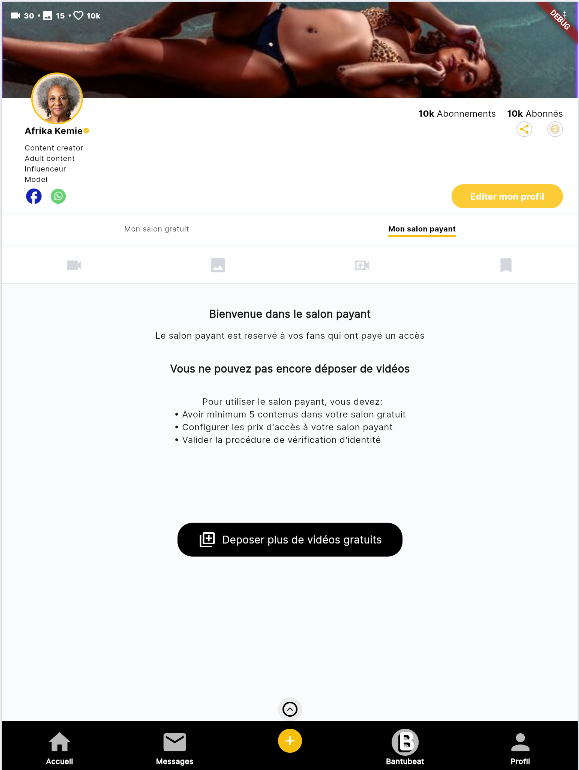 30 • 15 • 10k
DEBUG
10k Abonnements 10k Abonnés
Afrika Kemie
Content creator
Adult content
Influenceur
Model
Editer mon profil
Mon salon gratuit
Mon salon payant
Bienvenue dans le salon payant
Le salon payant est reservé à vos fans qui ont payé un accès
Vous ne pouvez pas encore déposer de vidéos
Pour utiliser le salon payant, vous devez:
• Avoir minimum 5 contenus dans votre salon gratuit
• Configurer les prix d'accès à votre salon payant
• Valider la procédure de vérification d'identité
Deposer plus de vidéos gratuits
Accueil
Messages
B
Bantubeat
Profil